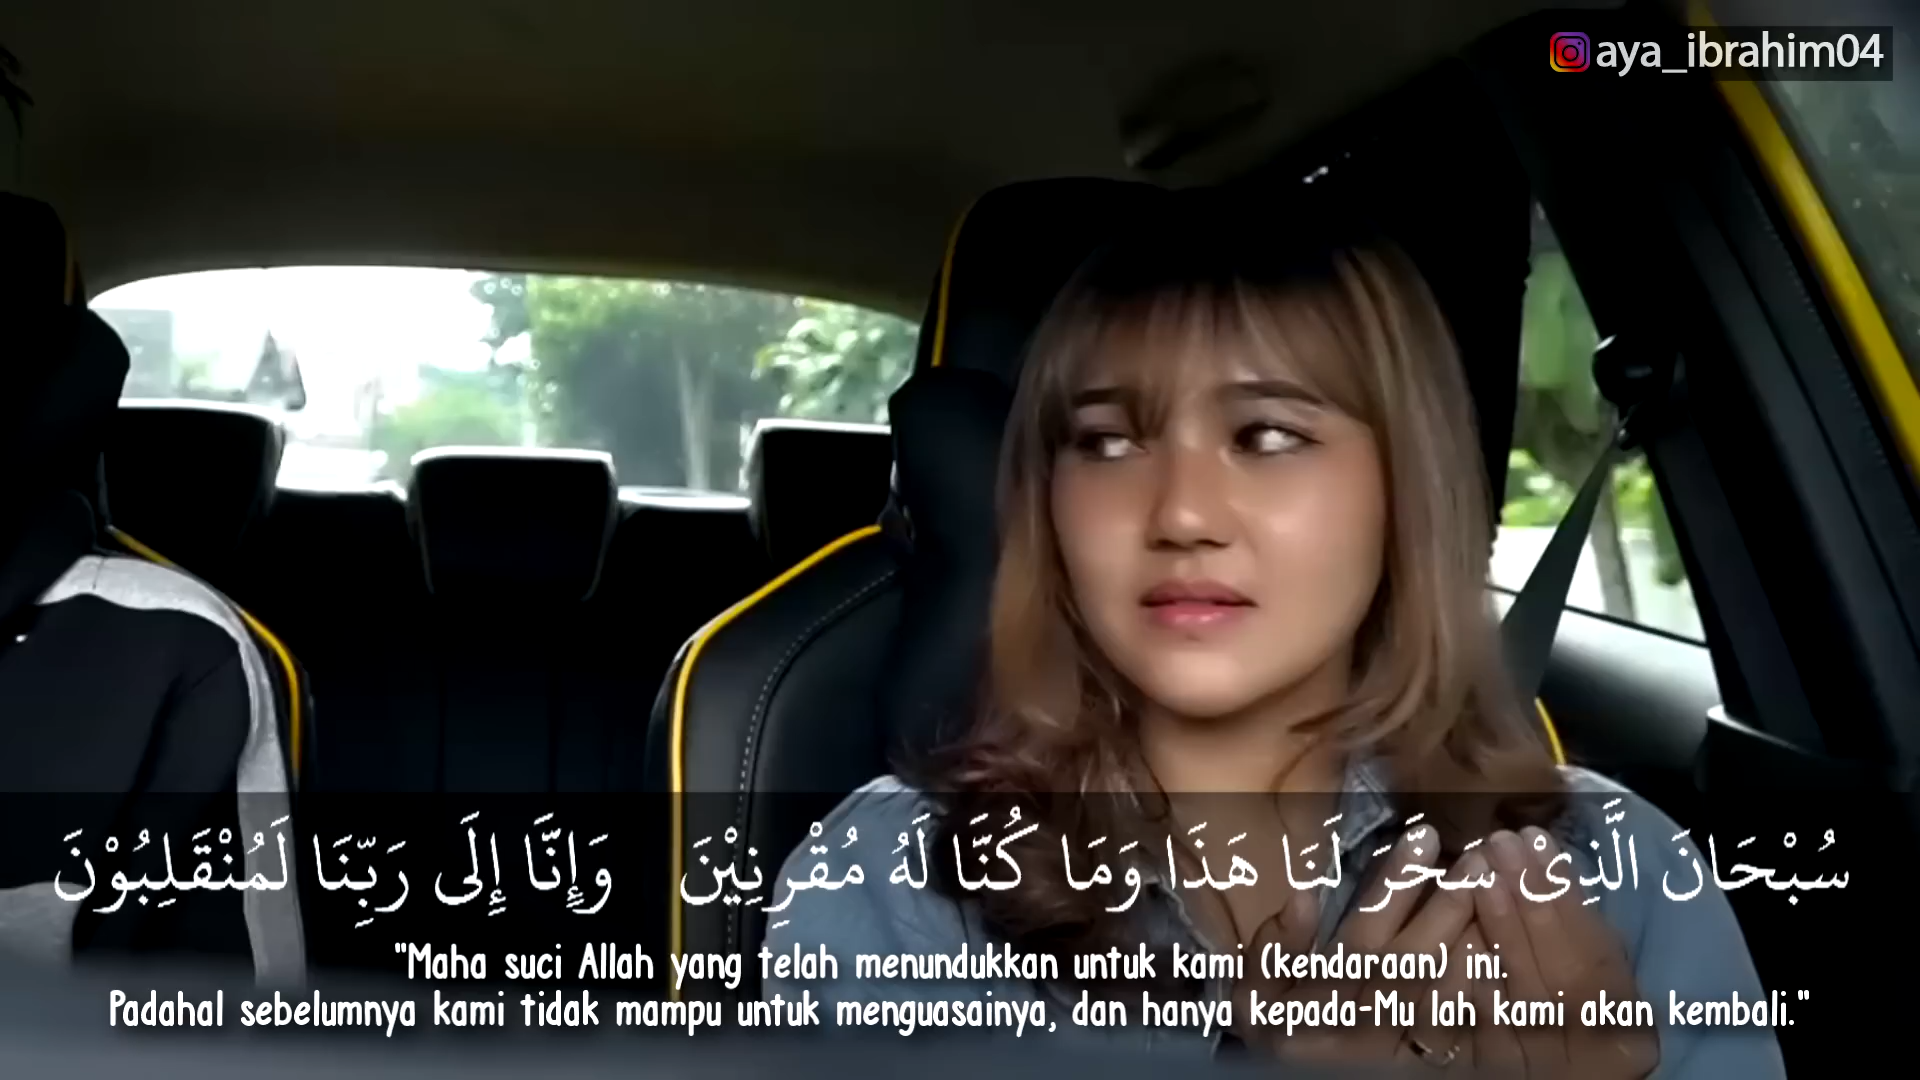 aya_ibrahim04
سُبْحَانَ الَّذِىْ سَخَّرَ لَنَا هَذَا وَمَا كُنَّا لَهُ مُقْرِنِيْنَ وَإِنَّا إِلَى رَبِّنَا لَمُنْقَلِبُوْنَ
"Maha suci Allah yang telah menundukkan untuk kami (kendaraan) ini.
Padahal sebelumnya kami tidak mampu untuk menguasainya, dan hanya kepada-Mu lah kami akan kembali."